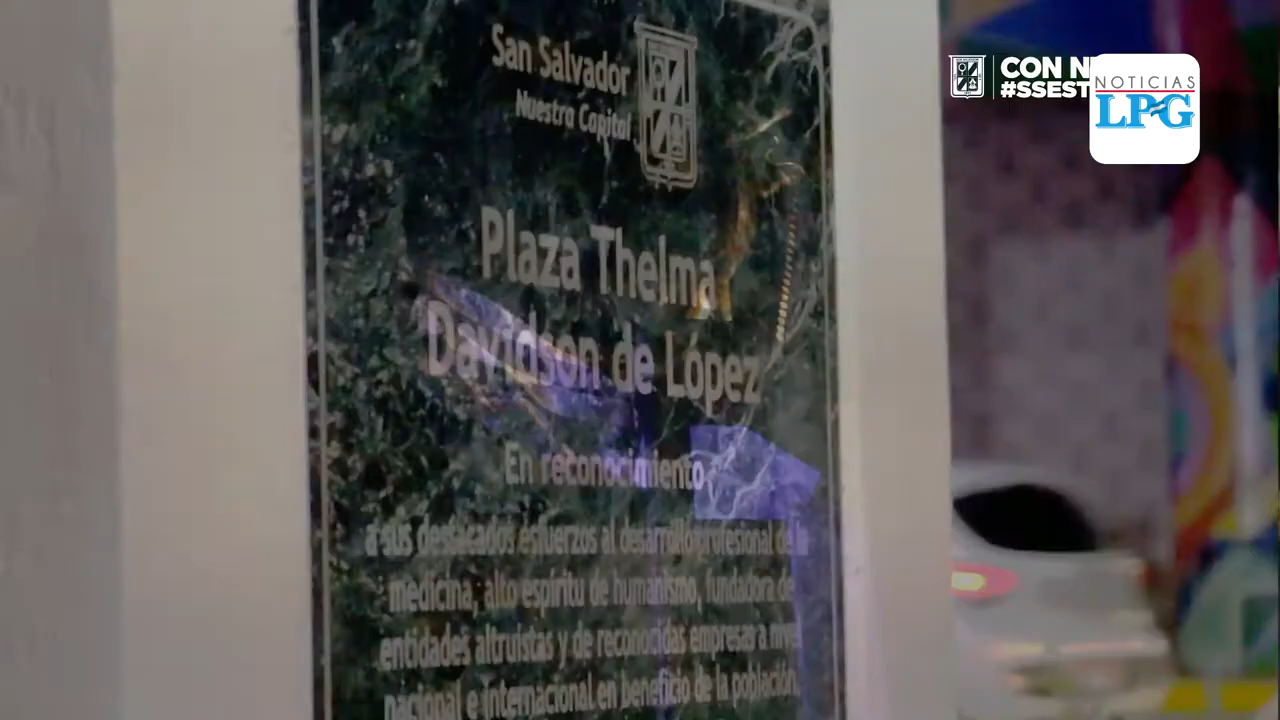 San Salvador
Nuestra Capital
Plaza Thelma
Davidson de López
En reconocimiento
a sus destacados esfuerzos al desarrollo profesional de la
medicina, alto espíritu de humanismo, fundadora de
entidades altruistas y de reconocidas empresas a nivel
nacional e internacional en beneficio de la población.
CON N
#SSEST
NOTICIAS
LPG